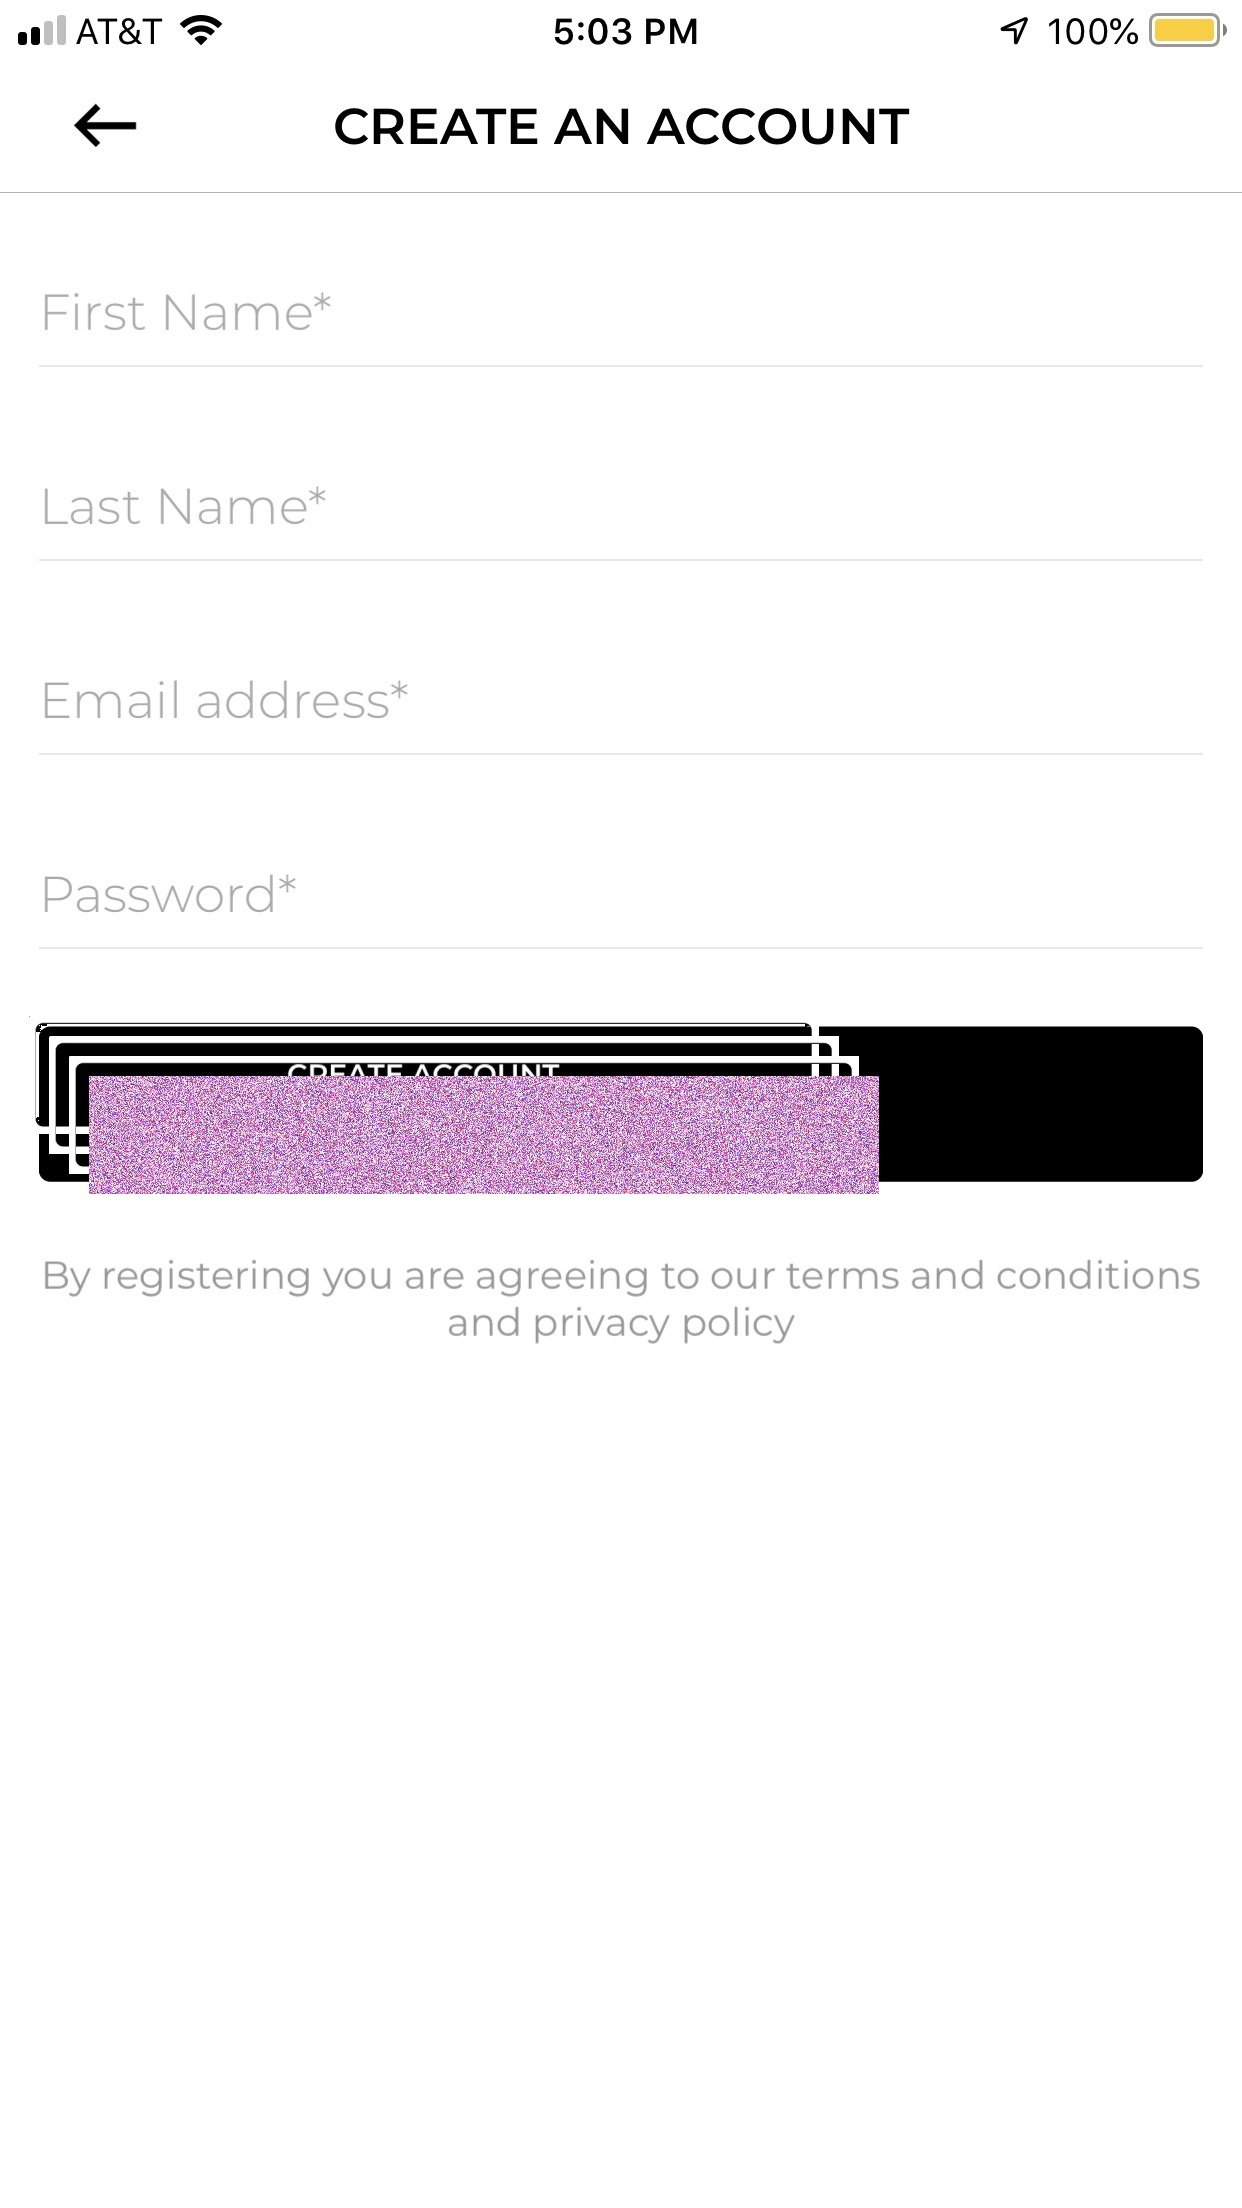 AT&T 5:03 PM 100%
CREATE AN ACCOUNT
First Name*
Last Name*
Email address*
Password*
CREATE ACCOUNT
By registering you are agreeing to our terms and conditions
and privacy policy